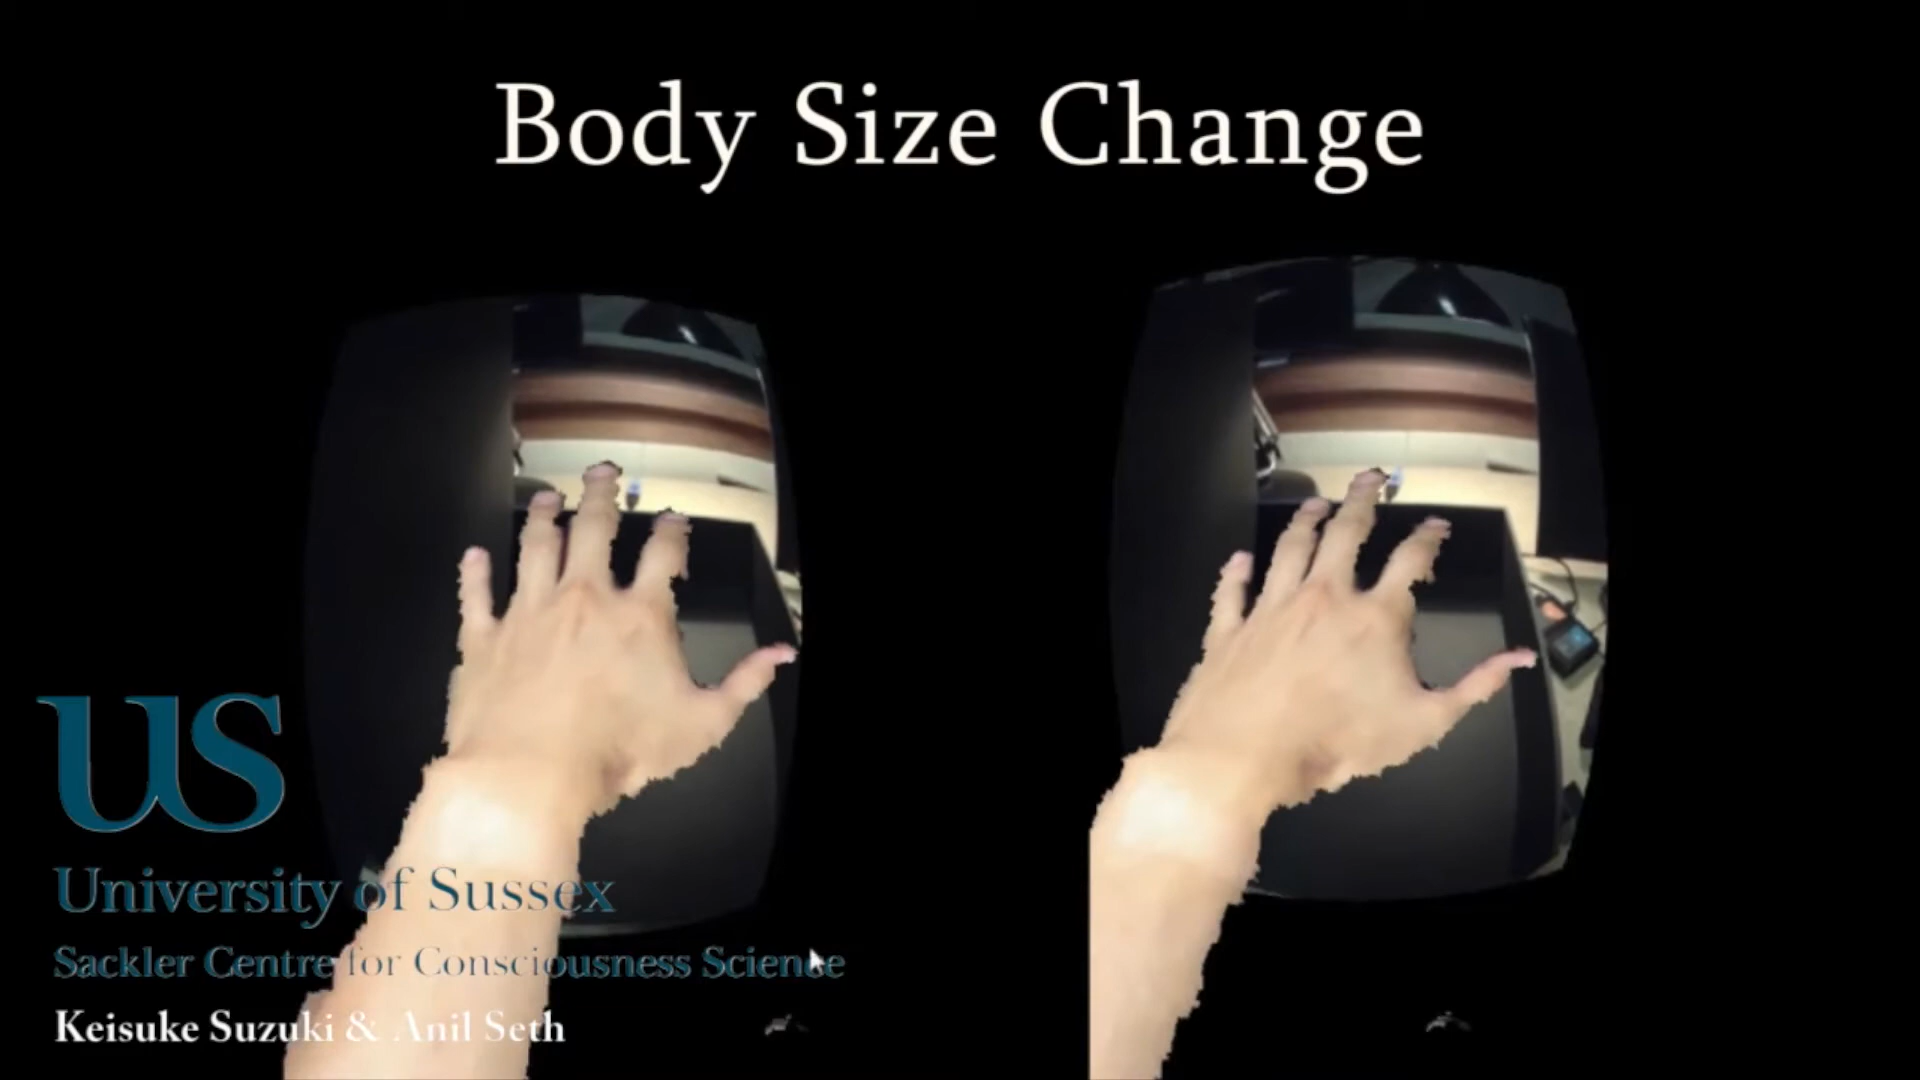 Body Size Change
us
University of Sussex
Sackler Centre for Consciousness Science
Keisuke Suzuki & Anil Seth